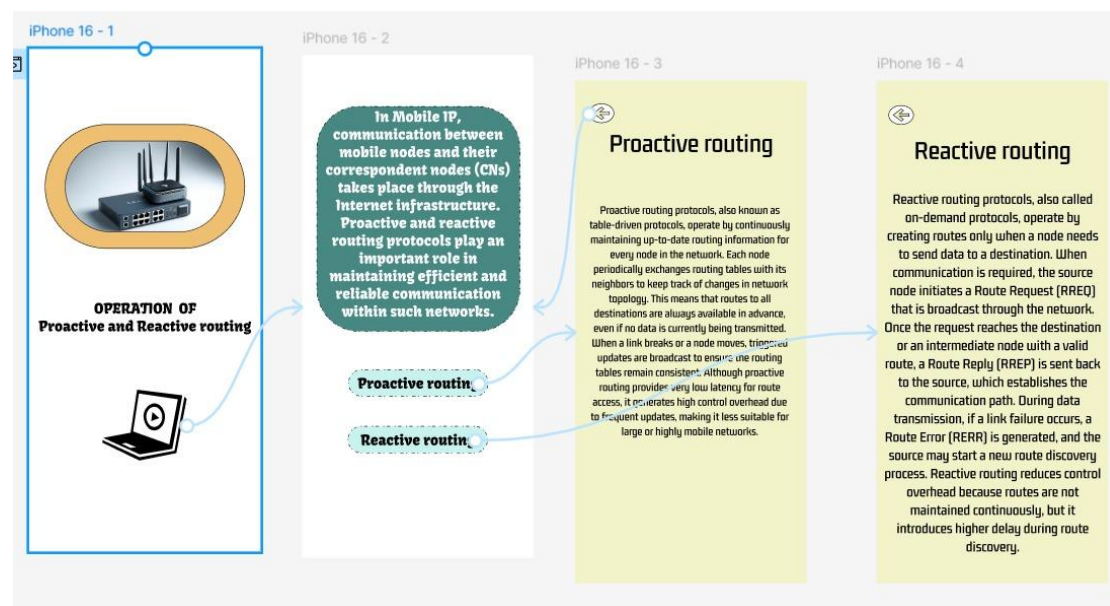 iPhone 16 - 1
OPERATION OF
Proactive and Reactive routing
iPhone 16 - 2
In Mobile IP,
communication between
mobile nodes and their
correspondent nodes (CNs)
takes place through the
Internet infrastructure.
Proactive and reactive
routing protocols play an
important role in
maintaining efficient and
reliable communication
within such networks.
Proactive routing
Reactive routing
iPhone 16 - 3
Proactive routing
Proactive routing protocols, also known as
table-driven protocols, operate by continuously
maintaining up-to-date routing information for
every node in the network. Each node
periodically exchanges routing tables with its
neighbors to keep track of changes in network
topology. This means that routes to all
destinations are always available in advance,
even if no data is currently being transmitted.
When a link breaks or a node moves, triggered
updates are broadcast to ensure the routing
tables remain consistent. Although proactive
routing provides very low latency for route
access, it generates high control overhead due
to frequent updates, making it less suitable for
large or highly mobile networks.
iPhone 16 - 4
Reactive routing
Reactive routing protocols, also called
on-demand protocols, operate by
creating routes only when a node needs
to send data to a destination. When
communication is required, the source
node initiates a Route Request (RREQ)
that is broadcast through the network.
Once the request reaches the destination
or an intermediate node with a valid
route, a Route Reply (RREP) is sent back
to the source, which establishes the
communication path. During data
transmission, if a link failure occurs, a
Route Error (RERR) is generated, and the
source may start a new route discovery
process. Reactive routing reduces control
overhead because routes are not
maintained continuously, but it
introduces higher delay during route
discovery.